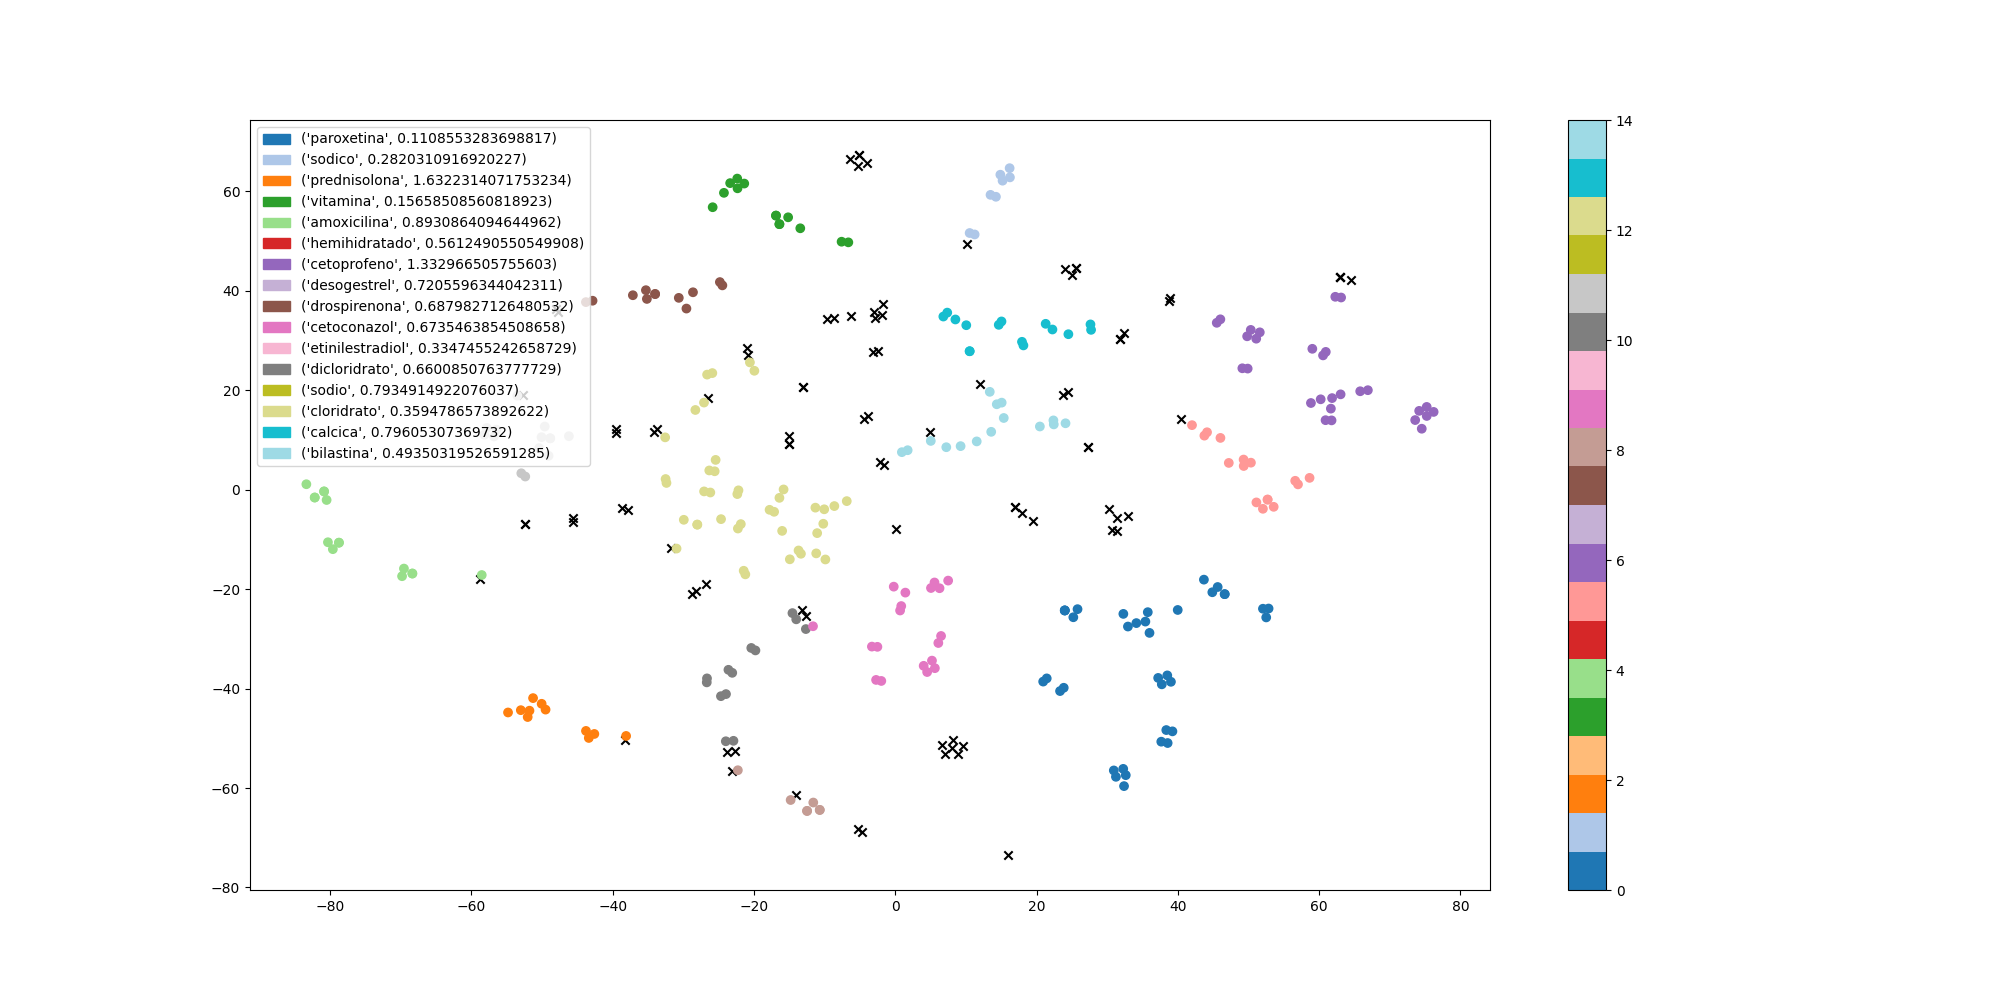 ('paroxetina', 0.1108553283698817)
('sodico', 0.2820310916920227)
('prednisolona', 1.6322314071753234)
('vitamina', 0.15658508560818923)
('amoxicilina', 0.8930864094644962)
('hemihidratado', 0.5612490550549908)
('cetoprofeno', 1.332966505755603)
('desogestrel', 0.7205596344042311)
('drospirenona', 0.6879827126480532)
('cetoconazol', 0.6735463854508658)
('etinilestradiol', 0.3347455242658729)
('dicloridrato', 0.6600850763777729)
('sodio', 0.7934914922076037)
('cloridrato', 0.3594786573892622)
('calcica', 0.79605307369732)
('bilastina', 0.49350319526591285)
60
40
20
0
−20
−40
−60
−80
−80
−60
−40
−20
0
20
40
60
80
14
12
10
8
6
4
2
0